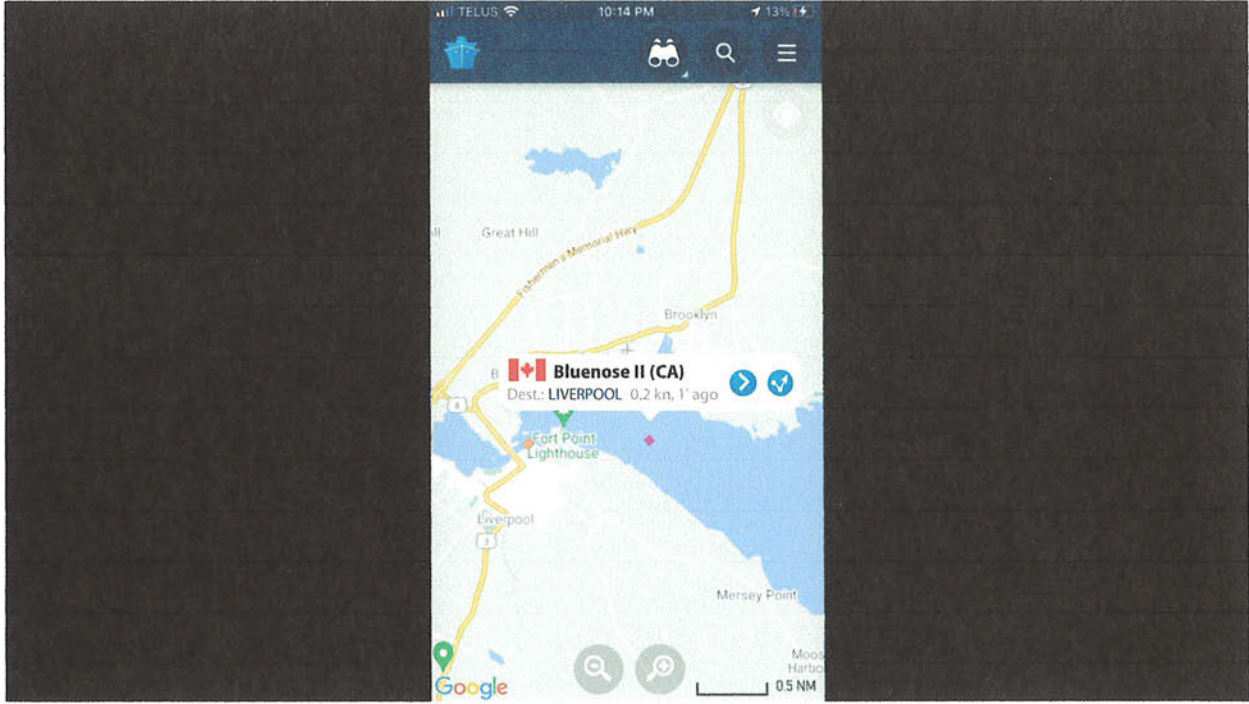 TELUS 10:14 PM 13%
Great Hill
Fishermen's Memorial Hwy
Brooklyn
Bluenose II (CA)
Dest.: LIVERPOOL 0.2 kn, 1' ago
8
Fort Point
Lighthouse
Liverpool
3
Mersey Point
Moos
Harbo
Google
0.5 NM